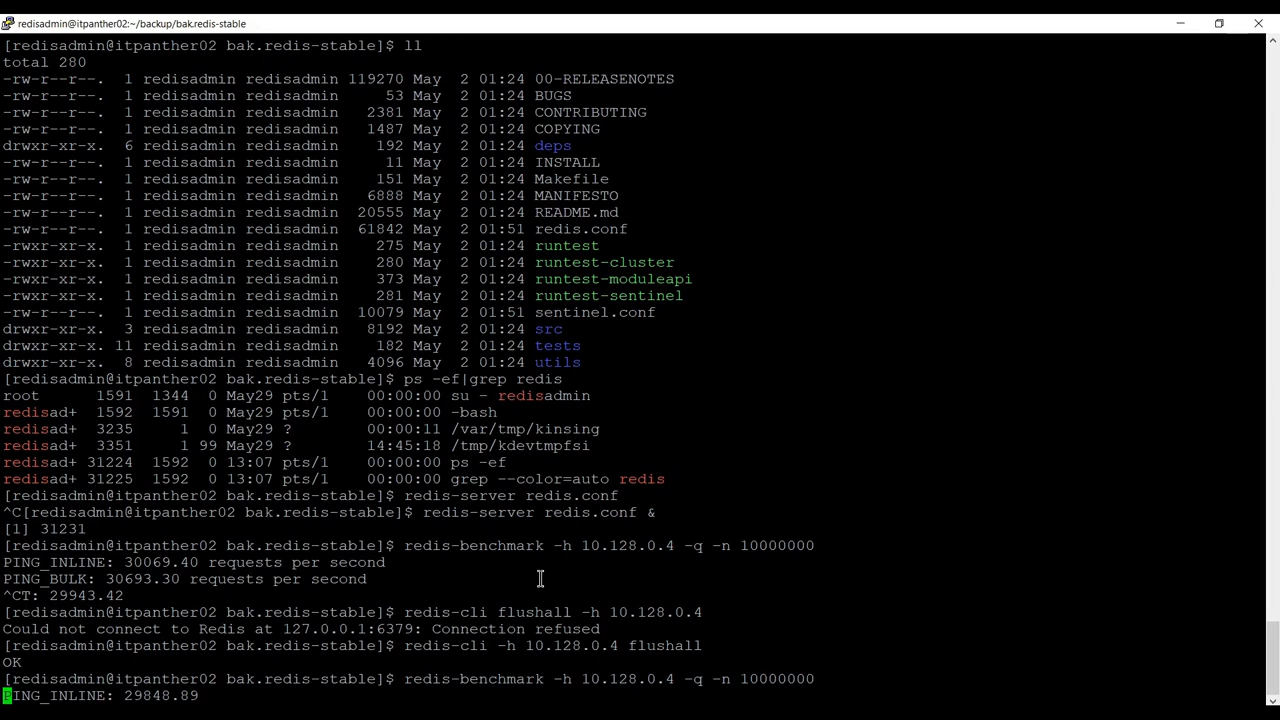 redisadmin@itpanther02:~/backup/bak.redis-stable
[redisadmin@itpanther02 bak.redis-stable]$ ll
total 280
-rw-r--r--. 1 redisadmin redisadmin 119270 May 2 01:24 00-RELEASENOTES
-rw-r--r--. 1 redisadmin redisadmin 53 May 2 01:24 BUGS
-rw-r--r--. 1 redisadmin redisadmin 2381 May 2 01:24 CONTRIBUTING
-rw-r--r--. 1 redisadmin redisadmin 1487 May 2 01:24 COPYING
drwxr-xr-x. 6 redisadmin redisadmin 192 May 2 01:24 deps
-rw-r--r--. 1 redisadmin redisadmin 11 May 2 01:24 INSTALL
-rw-r--r--. 1 redisadmin redisadmin 151 May 2 01:24 Makefile
-rw-r--r--. 1 redisadmin redisadmin 6888 May 2 01:24 MANIFESTO
-rw-r--r--. 1 redisadmin redisadmin 20555 May 2 01:24 README.md
-rw-r--r--. 1 redisadmin redisadmin 61842 May 2 01:51 redis.conf
-rwxr-xr-x. 1 redisadmin redisadmin 275 May 2 01:24 runtest
-rwxr-xr-x. 1 redisadmin redisadmin 280 May 2 01:24 runtest-cluster
-rwxr-xr-x. 1 redisadmin redisadmin 373 May 2 01:24 runtest-moduleapi
-rwxr-xr-x. 1 redisadmin redisadmin 281 May 2 01:24 runtest-sentinel
-rw-r--r--. 1 redisadmin redisadmin 10079 May 2 01:51 sentinel.conf
drwxr-xr-x. 3 redisadmin redisadmin 8192 May 2 01:24 src
drwxr-xr-x. 11 redisadmin redisadmin 182 May 2 01:24 tests
drwxr-xr-x. 8 redisadmin redisadmin 4096 May 2 01:24 utils
[redisadmin@itpanther02 bak.redis-stable]$ ps -ef|grep redis
root 1591 1344 0 May29 pts/1 00:00:00 su - redisadmin
redisad+ 1592 1591 0 May29 pts/1 00:00:00 -bash
redisad+ 3235 1 0 May29 ? 00:00:11 /var/tmp/kinsing
redisad+ 3351 1 99 May29 ? 14:45:18 /tmp/kdevtmpfsi
redisad+ 31224 1592 0 13:07 pts/1 00:00:00 ps -ef
redisad+ 31225 1592 0 13:07 pts/1 00:00:00 grep --color=auto redis
[redisadmin@itpanther02 bak.redis-stable]$ redis-server redis.conf
^C[redisadmin@itpanther02 bak.redis-stable]$ redis-server redis.conf &
[1] 31231
[redisadmin@itpanther02 bak.redis-stable]$ redis-benchmark -h 10.128.0.4 -q -n 10000000
PING_INLINE: 30069.40 requests per second
PING_BULK: 30693.30 requests per second
^CT: 29943.42
[redisadmin@itpanther02 bak.redis-stable]$ redis-cli flushall -h 10.128.0.4
Could not connect to Redis at 127.0.0.1:6379: Connection refused
[redisadmin@itpanther02 bak.redis-stable]$ redis-cli -h 10.128.0.4 flushall
OK
[redisadmin@itpanther02 bak.redis-stable]$ redis-benchmark -h 10.128.0.4 -q -n 10000000
PING_INLINE: 29848.89